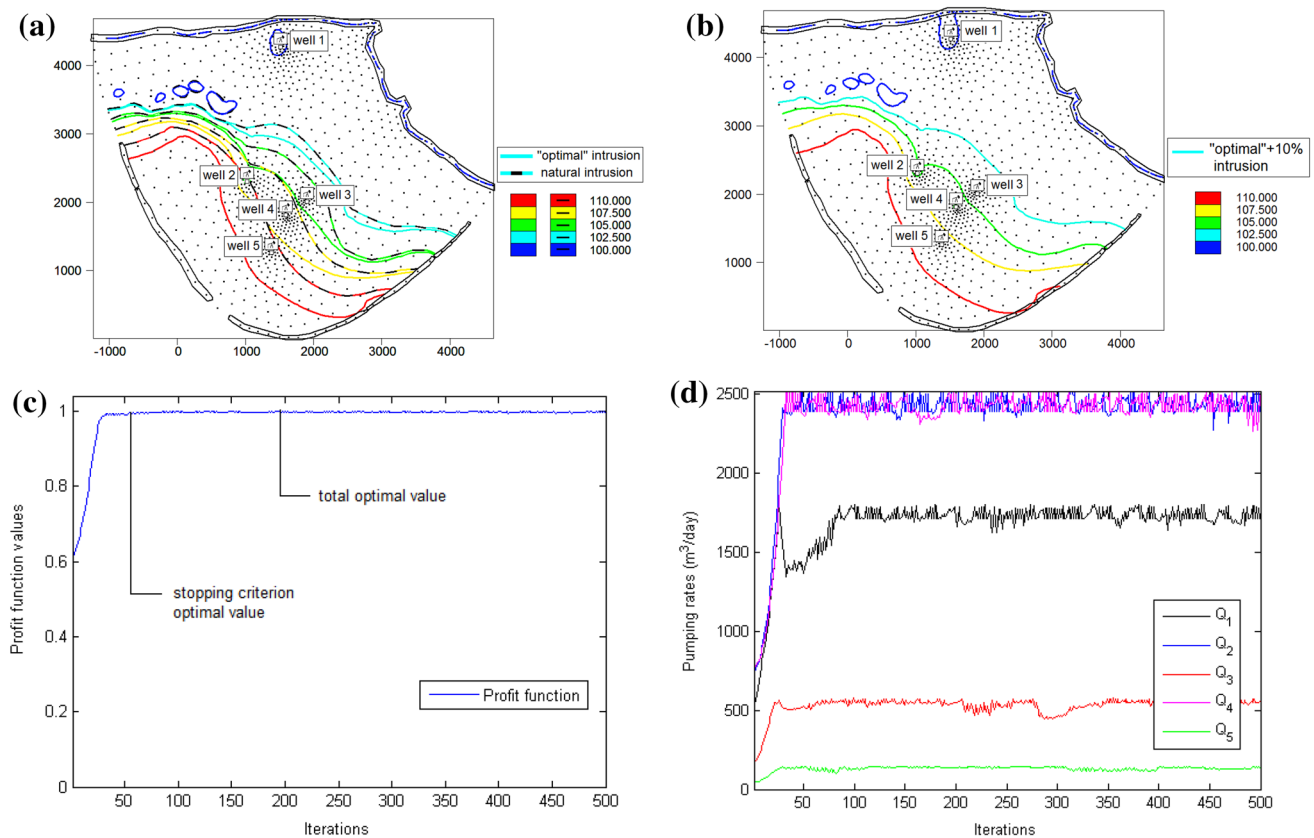 (a)
well 1
4000
3000
2000
1000
well 2
well 3
well 4
well 5
-1000 0 1000 2000 3000 4000
"optimal" intrusion
natural intrusion
110.000
107.500
105.000
102.500
100.000
(b)
well 1
4000
3000
2000
1000
well 2
well 3
well 4
well 5
-1000 0 1000 2000 3000 4000
"optimal"+10%
intrusion
110.000
107.500
105.000
102.500
100.000
(c)
Profit function values
1
0.8
0.6
0.4
0.2
0
total optimal value
stopping criterion
optimal value
Profit function
50 100 150 200 250 300 350 400 450 500
Iterations
(d)
Pumping rates (m³/day)
2500
2000
1500
1000
500
0
Q₁
Q₂
Q₃
Q₄
Q₅
50 100 150 200 250 300 350 400 450 500
Iterations